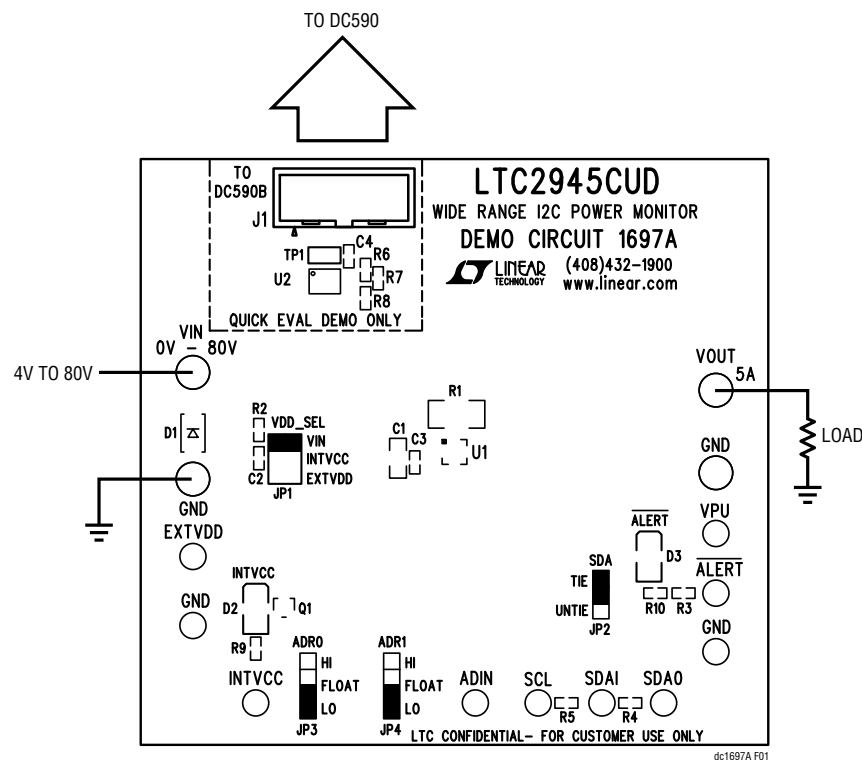 TO DC590
TO
DC590B
J1
LTC2945CUD
WIDE RANGE I2C POWER MONITOR
DEMO CIRCUIT 1697A
LINEAR
TECHNOLOGY
(408)432-1900
www.linear.com
TP1
C4
R6
U2
R7
R8
QUICK EVAL DEMO ONLY
VIN
0V - 80V
4V TO 80V
VOUT
5A
LOAD
D1
R2
VDD_SEL
VIN
INTVCC
EXTVDD
C2
JP1
R1
C1
C3
U1
GND
GND
EXTVDD
VPU
ALERT
D3
ALERT
SDA
TIE
UNTIE
JP2
R10
R3
GND
GND
INTVCC
D2
Q1
R9
INTVCC
ADR0
HI
FLOAT
LO
JP3
ADR1
HI
FLOAT
LO
JP4
ADIN
SCL
SDAI
SDAO
R5
R4
LTC CONFIDENTIAL- FOR CUSTOMER USE ONLY
dc1697A F01